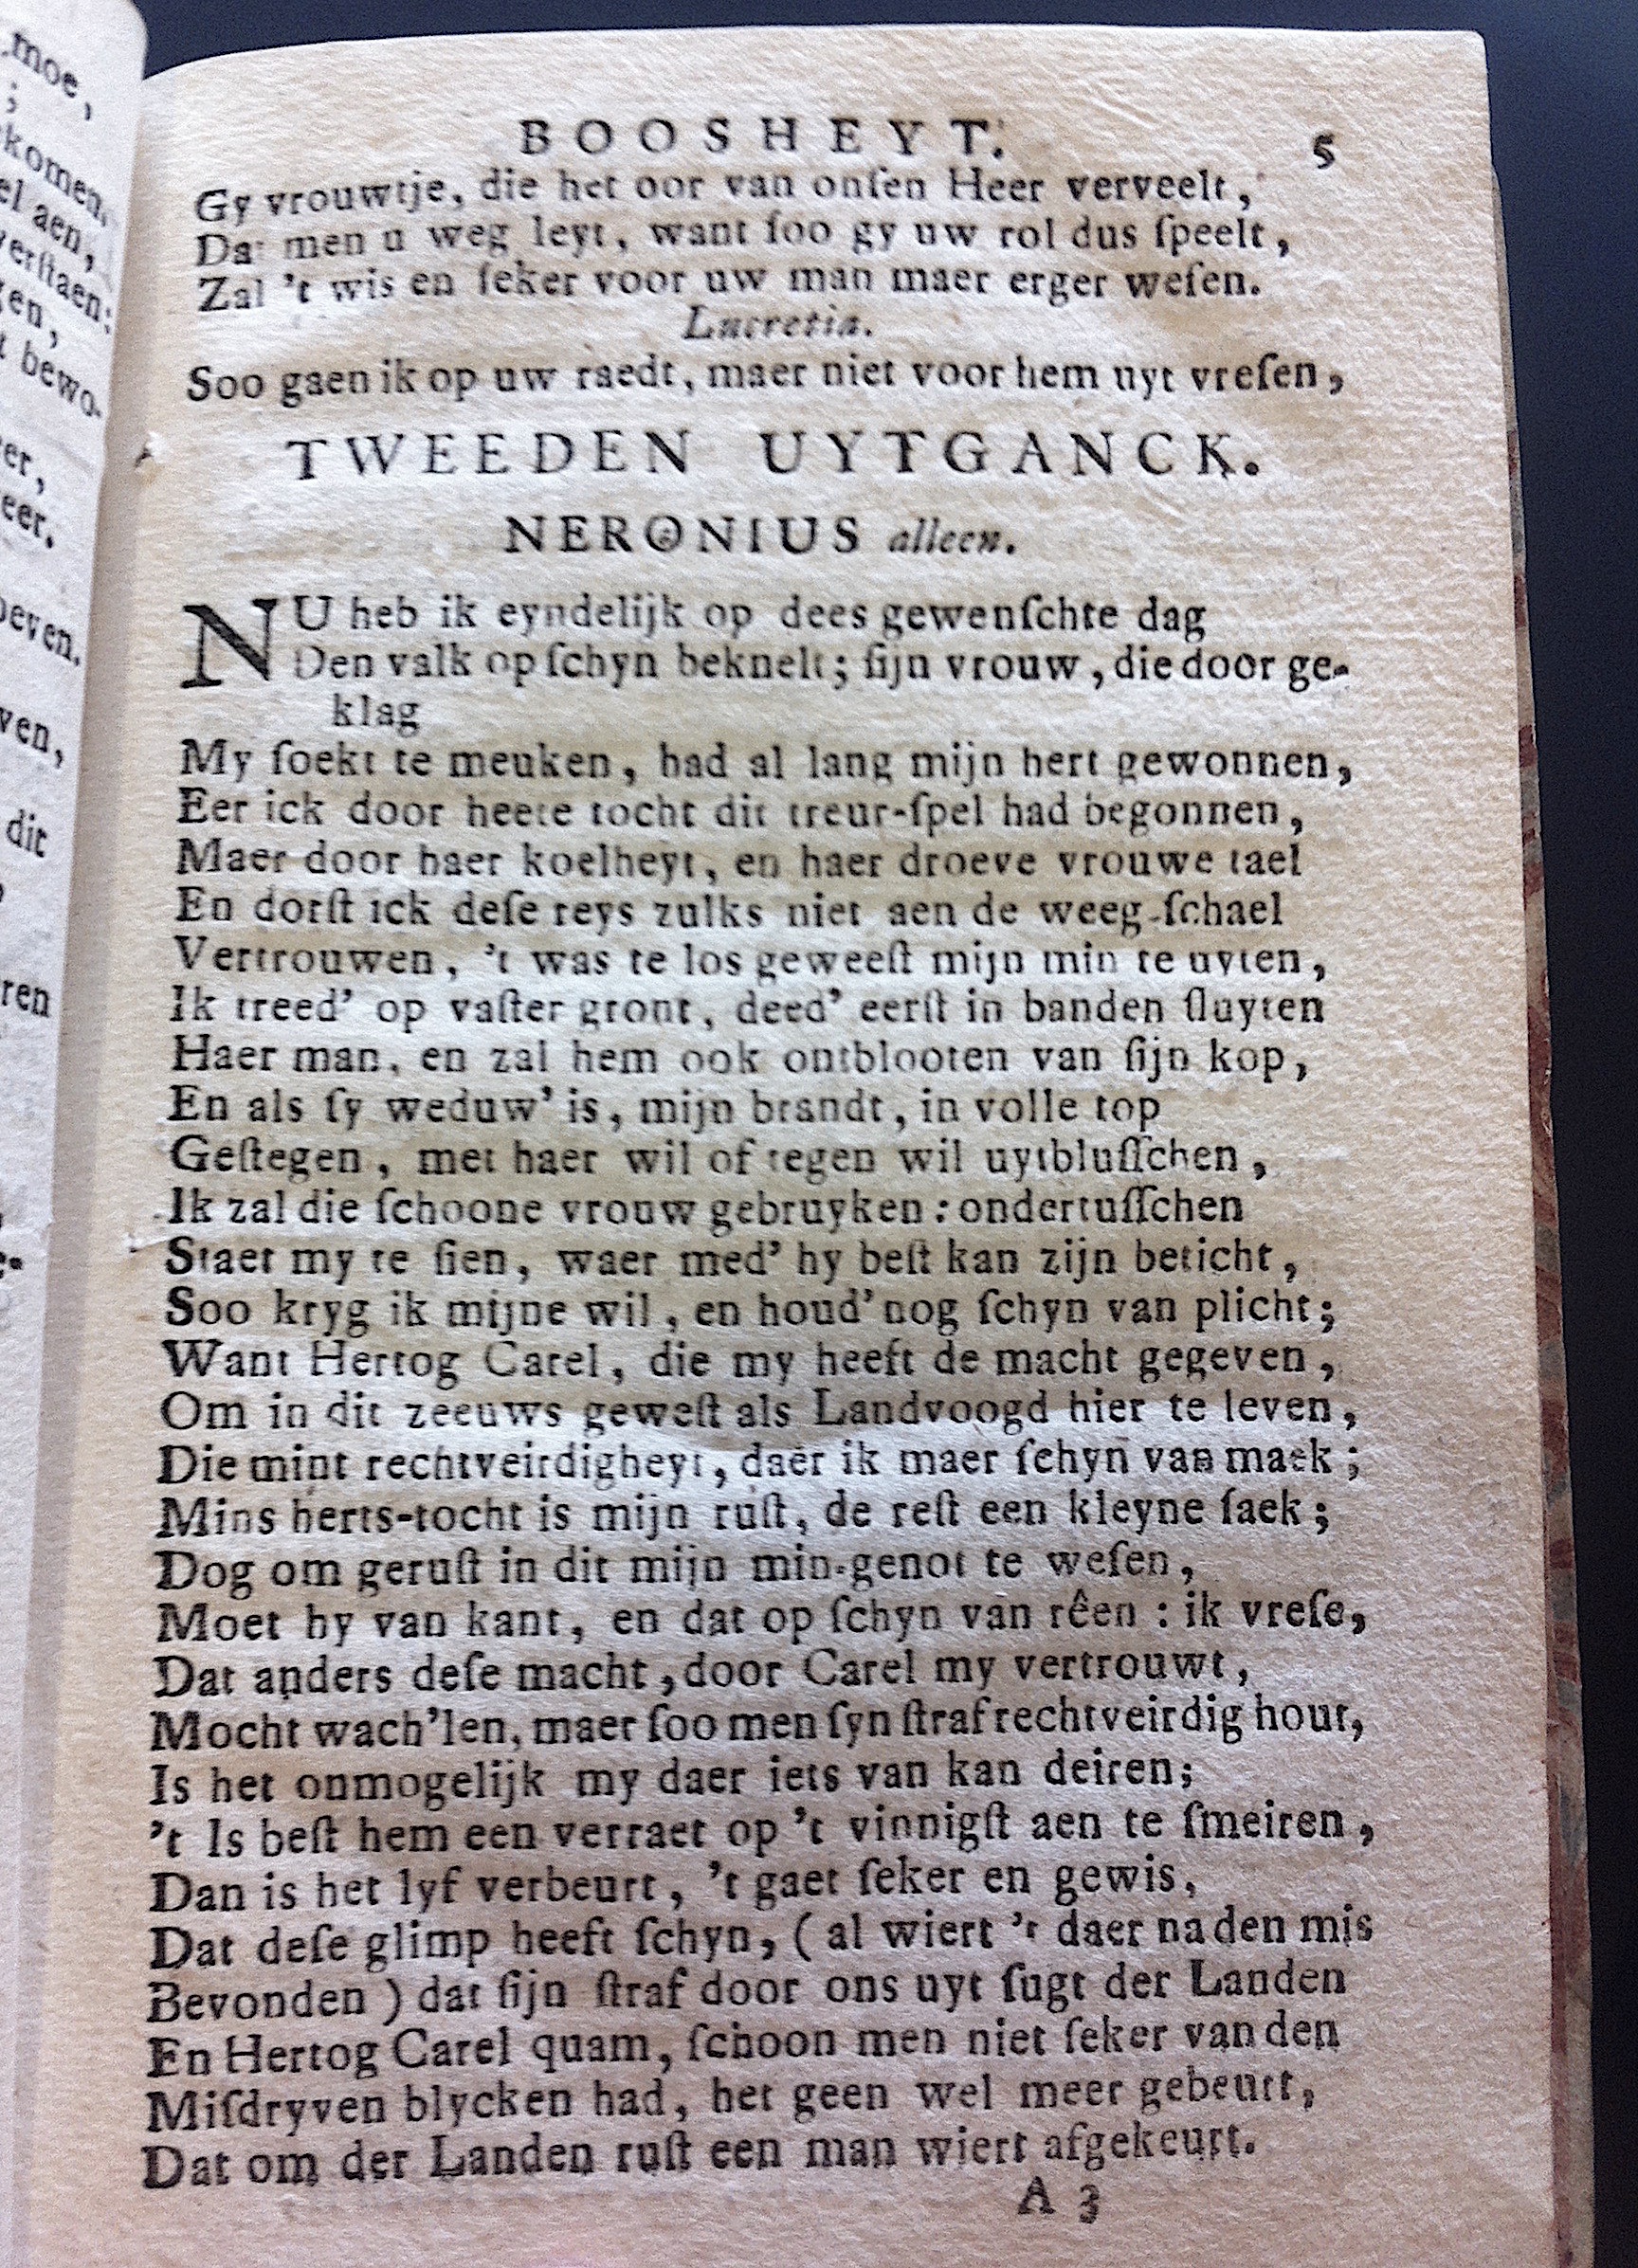 moe,
;
komen,
el aen,
verſtaen:
gen,
t bewo-
er,
eer.
oeven.
ven,
dit
,
ren
BOOSHEYT. 5
Gy vrouwtje, die het oor van onſen Heer verveelt,
Dat men u weg leyt, want ſoo gy uw rol dus ſpeelt,
Zal 't wis en ſeker voor uw man maer erger weſen.
Lucretia.
Soo gaen ik op uw raedt, maer niet voor hem uyt vreſen,
TWEEDEN UYTGANCK.
NERONIUS alleen.
NU heb ik eyndelijk op dees gewenſchte dag
Den valk op ſchyn beknelt; ſijn vrouw, die door ge-
klag
My ſoekt te meuken, had al lang mijn hert gewonnen,
Eer ick door heete tocht dit treur-ſpel had begonnen,
Maer door haer koelheyt, en haer droeve vrouwe tael
En dorſt ick deſe reys zulks niet aen de weeg-ſchael
Vertrouwen, 't was te los geweeſt mijn min te uyten,
Ik treed' op vaſter gront, deed' eerſt in banden ſluyten
Haer man, en zal hem ook ontblooten van ſijn kop,
En als ſy weduw' is, mijn brandt, in volle top
Geſtegen, met haer wil of tegen wil uytbluſſchen,
Ik zal die ſchoone vrouw gebruyken: ondertuſſchen
Staet my te ſien, waer med' hy beſt kan zijn beticht,
Soo kryg ik mijne wil, en houd' nog ſchyn van plicht;
Want Hertog Carel, die my heeft de macht gegeven,
Om in dit zeeuws geweſt als Landvoogd hier te leven,
Die mint rechtveirdigheyt, daer ik maer ſchyn van maek;
Mins herts-tocht is mijn ruſt, de reſt een kleyne ſaek;
Dog om geruſt in dit mijn min-genot te weſen,
Moet hy van kant, en dat op ſchyn van rêen: ik vreſe,
Dat anders deſe macht, door Carel my vertrouwt,
Mocht wach'len, maer ſoo men ſyn ſtraf rechtveirdig hout,
Is het onmogelijk my daer iets van kan deiren;
't Is beſt hem een verraet op 't vinnigſt aen te ſmeiren,
Dan is het lyf verbeurt, 't gaet ſeker en gewis,
Dat deſe glimp heeft ſchyn, (al wiert 't daer na den mis
Bevonden) dat ſijn ſtraf door ons uyt ſugt der Landen
En Hertog Carel quam, ſchoon men niet ſeker van den
Miſdryven blycken had, het geen wel meer gebeurt,
Dat om der Landen ruſt een man wiert afgekeurt.
A 3